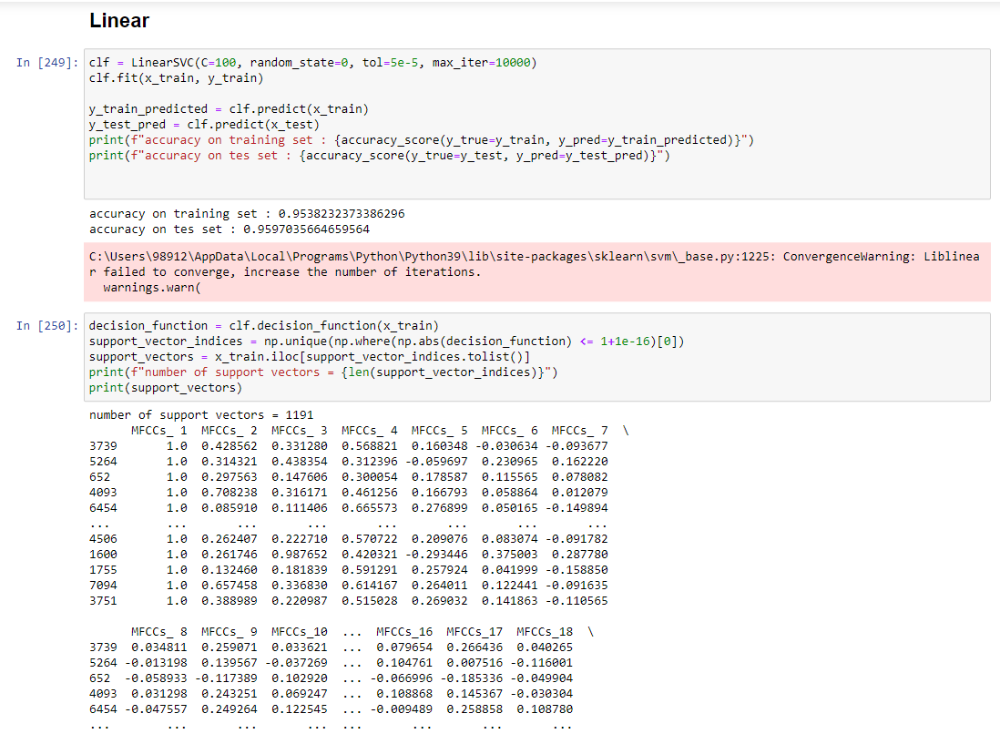 Linear
In [249]: clf = LinearSVC(C=100, random_state=0, tol=5e-5, max_iter=10000)
clf.fit(x_train, y_train)
y_train_predicted = clf.predict(x_train)
y_test_pred = clf.predict(x_test)
print(f"accuracy on training set : {accuracy_score(y_true=y_train, y_pred=y_train_predicted)}")
print(f"accuracy on tes set : {accuracy_score(y_true=y_test, y_pred=y_test_pred)}")
accuracy on training set : 0.9538232373386296
accuracy on tes set : 0.9597035664659564
C:\Users\98912\AppData\Local\Programs\Python\Python39\lib\site-packages\sklearn\svm\_base.py:1225: ConvergenceWarning: Liblinea
r failed to converge, increase the number of iterations.
  warnings.warn(
In [250]: decision_function = clf.decision_function(x_train)
support_vector_indices = np.unique(np.where(np.abs(decision_function) <= 1+1e-16)[0])
support_vectors = x_train.iloc[support_vector_indices.tolist()]
print(f"number of support vectors = {len(support_vector_indices)}")
print(support_vectors)
number of support vectors = 1191
      MFCCs_ 1  MFCCs_ 2  MFCCs_ 3  MFCCs_ 4  MFCCs_ 5  MFCCs_ 6  MFCCs_ 7  \
3739       1.0  0.428562  0.331280  0.568821  0.160348 -0.030634 -0.093677
5264       1.0  0.314321  0.438354  0.312396 -0.059697  0.230965  0.162220
652        1.0  0.297563  0.147606  0.300054  0.178587  0.115565  0.078082
4093       1.0  0.708238  0.316171  0.461256  0.166793  0.058864  0.012079
6454       1.0  0.085910  0.111406  0.665573  0.276899  0.050165 -0.149894
...        ...       ...       ...       ...       ...       ...       ...
4506       1.0  0.262407  0.222710  0.570722  0.209076  0.083074 -0.091782
1600       1.0  0.261746  0.987652  0.420321 -0.293446  0.375003  0.287780
1755       1.0  0.132460  0.181839  0.591291  0.257924  0.041999 -0.158850
7094       1.0  0.657458  0.336830  0.614167  0.264011  0.122441 -0.091635
3751       1.0  0.388989  0.220987  0.515028  0.269032  0.141863 -0.110565
      MFCCs_ 8  MFCCs_ 9  MFCCs_10  ...  MFCCs_16  MFCCs_17  MFCCs_18  \
3739  0.034811  0.259071  0.033621  ...  0.079654  0.266436  0.040265
5264 -0.013198  0.139567 -0.037269  ...  0.104761  0.007516 -0.116001
652  -0.058933 -0.117389  0.102920  ... -0.066996 -0.185336 -0.049904
4093  0.031298  0.243251  0.069247  ...  0.108868  0.145367 -0.030304
6454 -0.047557  0.249264  0.122545  ... -0.009489  0.258858  0.108780
...        ...       ...       ...  ...       ...       ...       ...